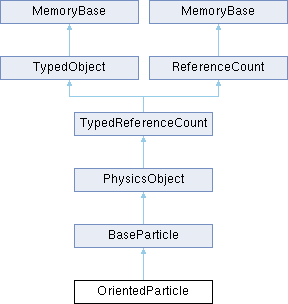 MemoryBase
MemoryBase
TypedObject
ReferenceCount
TypedReferenceCount
PhysicsObject
BaseParticle
OrientedParticle